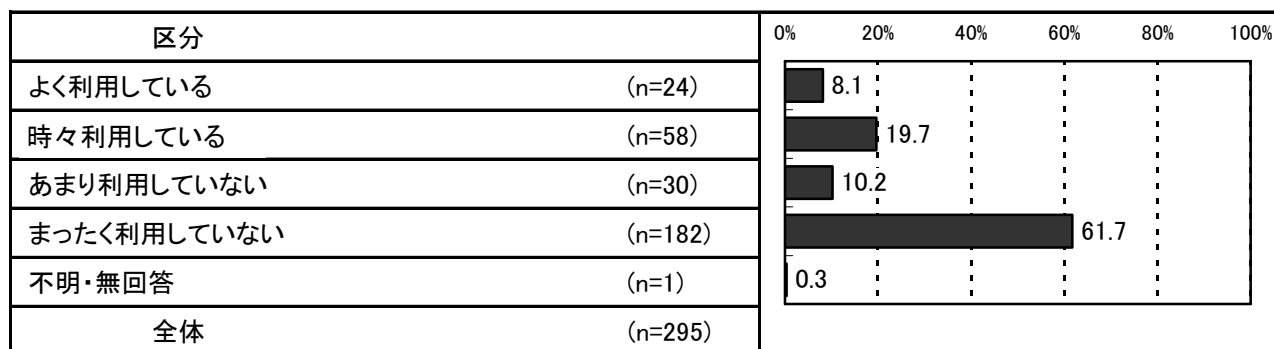 区分 0% 20% 40% 60% 80% 100%
よく利用している (n=24) 8.1
時々利用している (n=58) 19.7
あまり利用していない (n=30) 10.2
まったく利用していない (n=182) 61.7
不明・無回答 (n=1) 0.3
全体 (n=295)